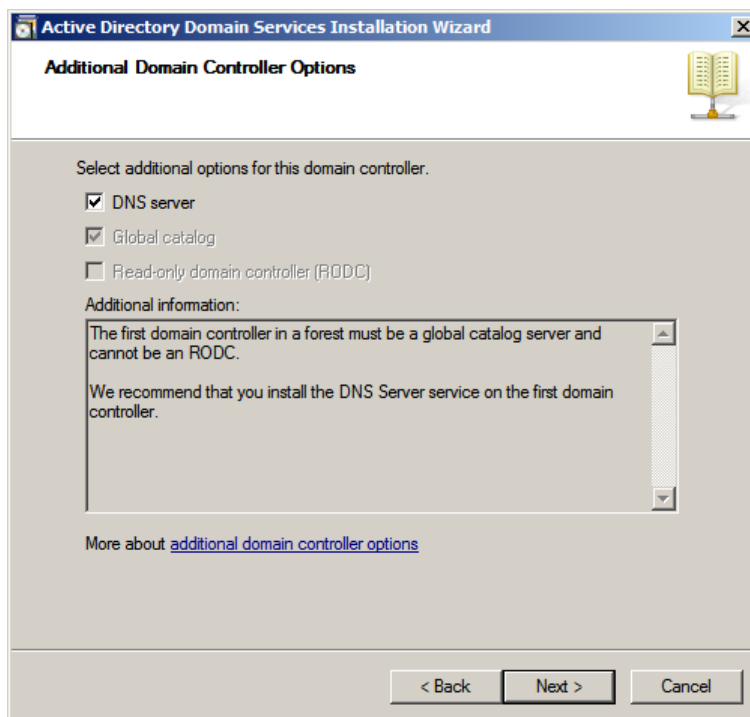 Active Directory Domain Services Installation Wizard
Additional Domain Controller Options
Select additional options for this domain controller.
DNS server
Global catalog
Read-only domain controller (RODC)
Additional information:
The first domain controller in a forest must be a global catalog server and
cannot be an RODC.
We recommend that you install the DNS Server service on the first domain
controller.
More about additional domain controller options
< Back
Next >
Cancel